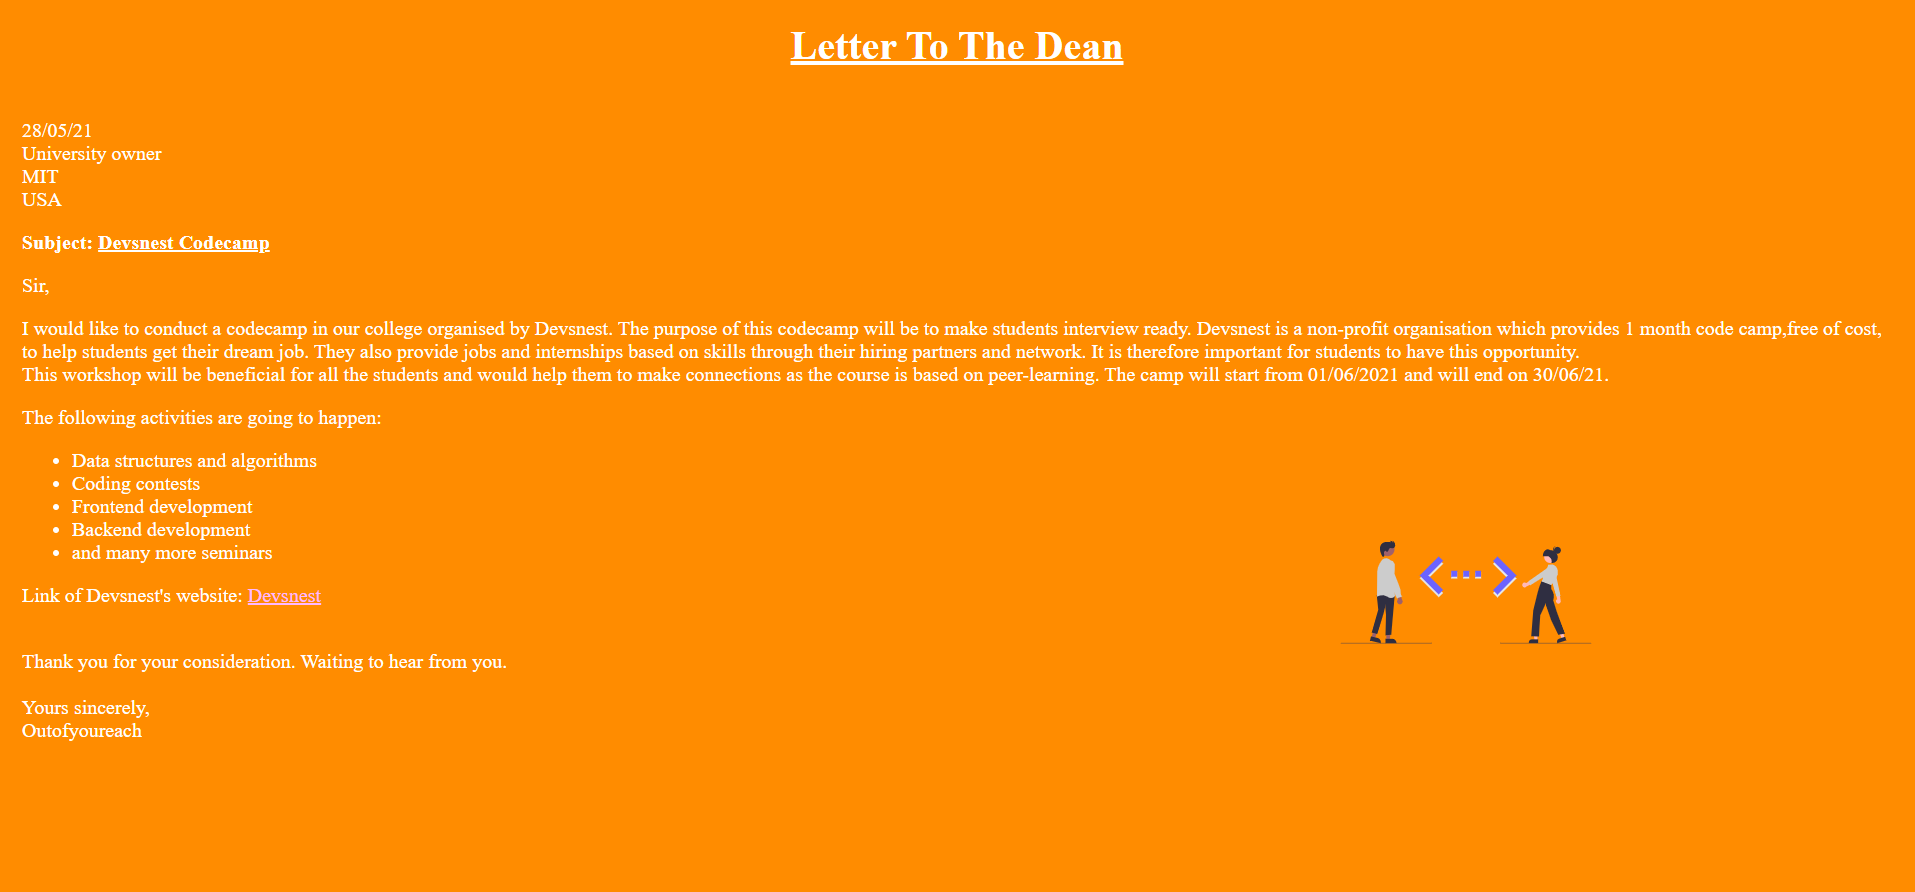 Letter To The Dean
28/05/21
University owner
MIT
USA
Subject: Devsnest Codecamp
Sir,
I would like to conduct a codecamp in our college organised by Devsnest. The purpose of this codecamp will be to make students interview ready. Devsnest is a non-profit organisation which provides 1 month code camp,free of cost,
to help students get their dream job. They also provide jobs and internships based on skills through their hiring partners and network. It is therefore important for students to have this opportunity.
This workshop will be beneficial for all the students and would help them to make connections as the course is based on peer-learning. The camp will start from 01/06/2021 and will end on 30/06/21.
The following activities are going to happen:
• Data structures and algorithms
• Coding contests
• Frontend development
• Backend development
• and many more seminars
Link of Devsnest's website: Devsnest
Thank you for your consideration. Waiting to hear from you.
Yours sincerely,
Outofyoureach